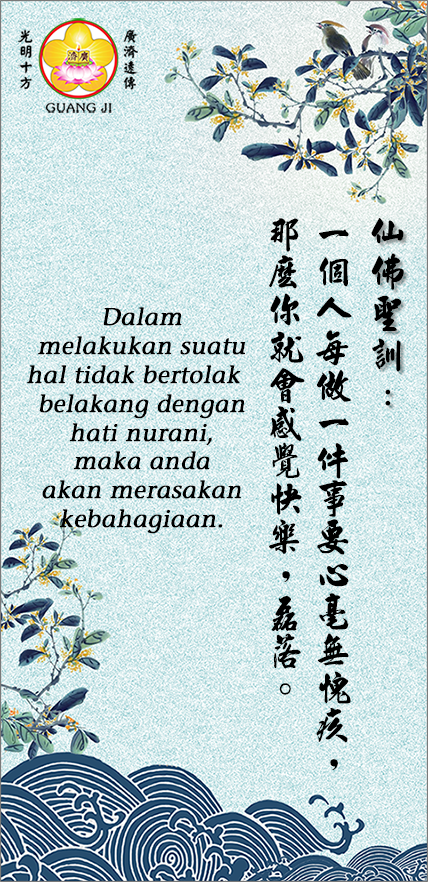 廣濟遠傳
光明十方
廣濟
GUANG JI
仙佛聖訓：
一個人每做一件事要心毫無愧疚，
那麼你就會感覺快樂，磊落。
Dalam
melakukan suatu
hal tidak bertolak
belakang dengan
hati nurani,
maka anda
akan merasakan
kebahagiaan.